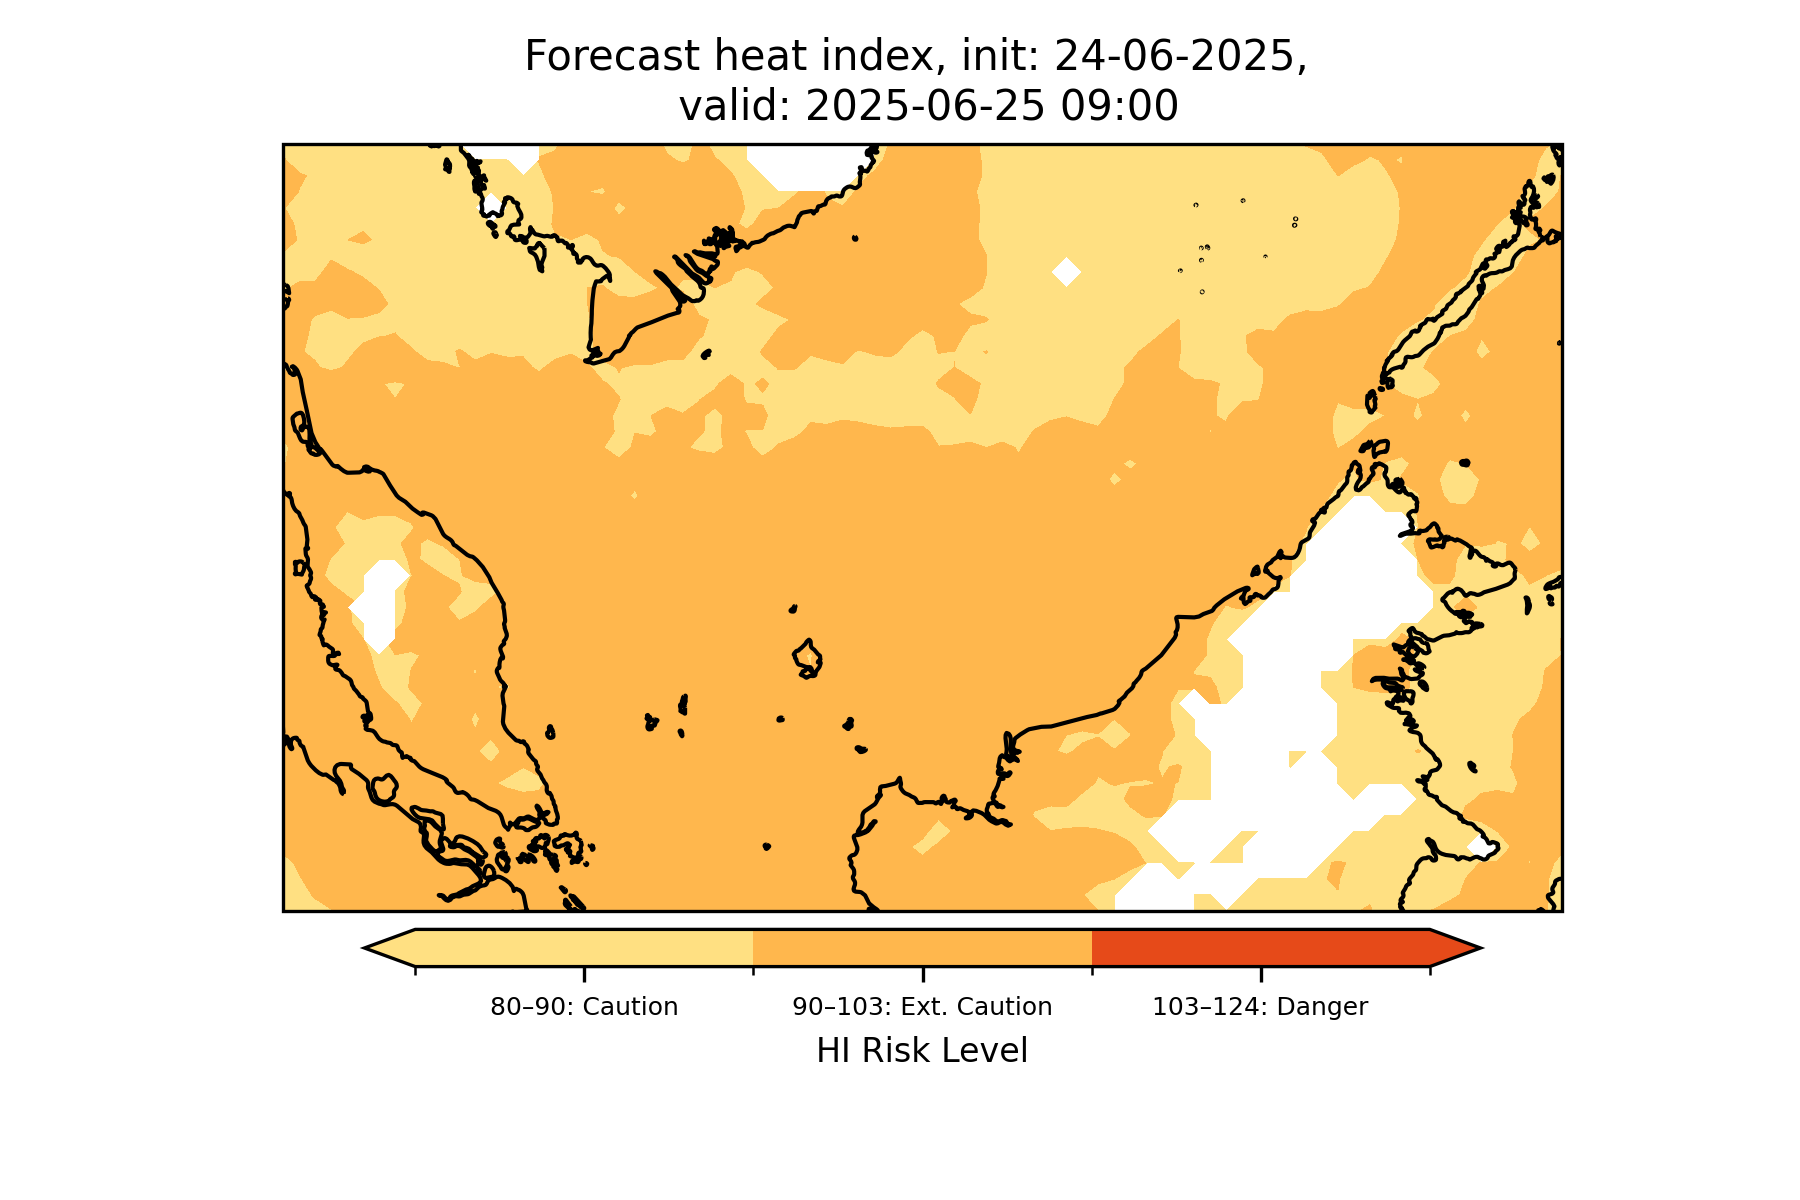 Forecast heat index, init: 24-06-2025,
valid: 2025-06-25 09:00
80–90: Caution
90–103: Ext. Caution
103–124: Danger
HI Risk Level